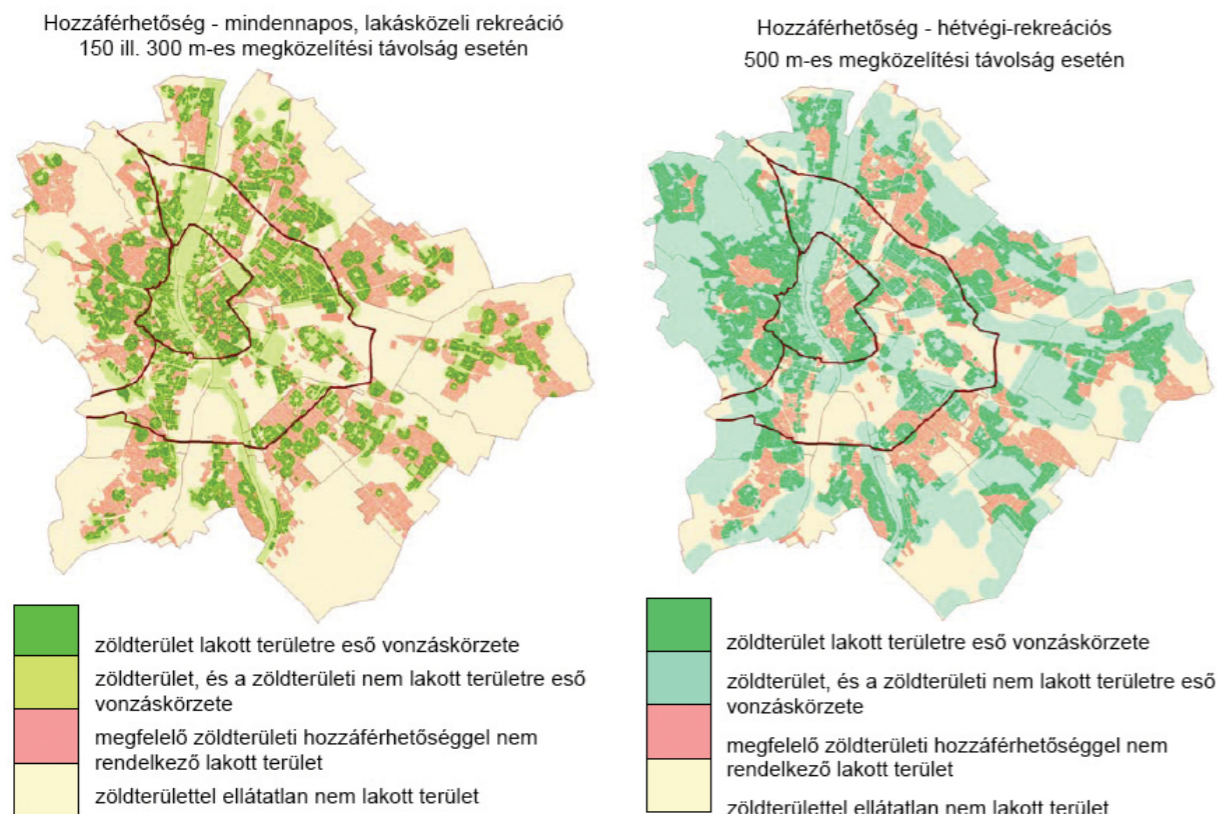 Hozzáférhetőség - mindennapos, lakásközeli rekreáció
150 ill. 300 m-es megközelítési távolság esetén
zöldterület lakott területre eső vonzáskörzete
zöldterület, és a zöldterületi nem lakott területre eső
vonzáskörzete
megfelelő zöldterületi hozzáférhetőséggel nem
rendelkező lakott terület
zöldterülettel ellátatlan nem lakott terület
Hozzáférhetőség - hétvégi-rekreációs
500 m-es megközelítési távolság esetén
zöldterület lakott területre eső vonzáskörzete
zöldterület, és a zöldterületi nem lakott területre eső
vonzáskörzete
megfelelő zöldterületi hozzáférhetőséggel nem
rendelkező lakott terület
zöldterülettel ellátatlan nem lakott terület